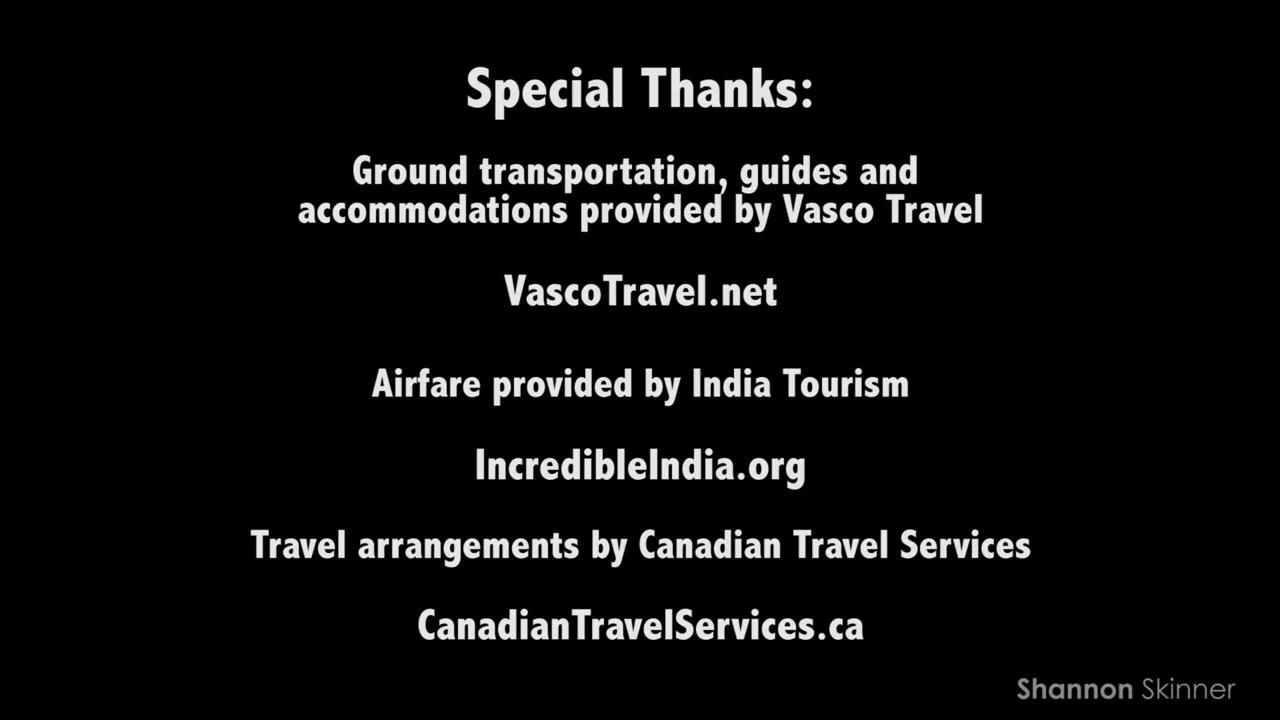 Special Thanks:
Ground transportation, guides and
accommodations provided by Vasco Travel
VascoTravel.net
Airfare provided by India Tourism
IncredibleIndia.org
Travel arrangements by Canadian Travel Services
CanadianTravelServices.ca
Shannon Skinner